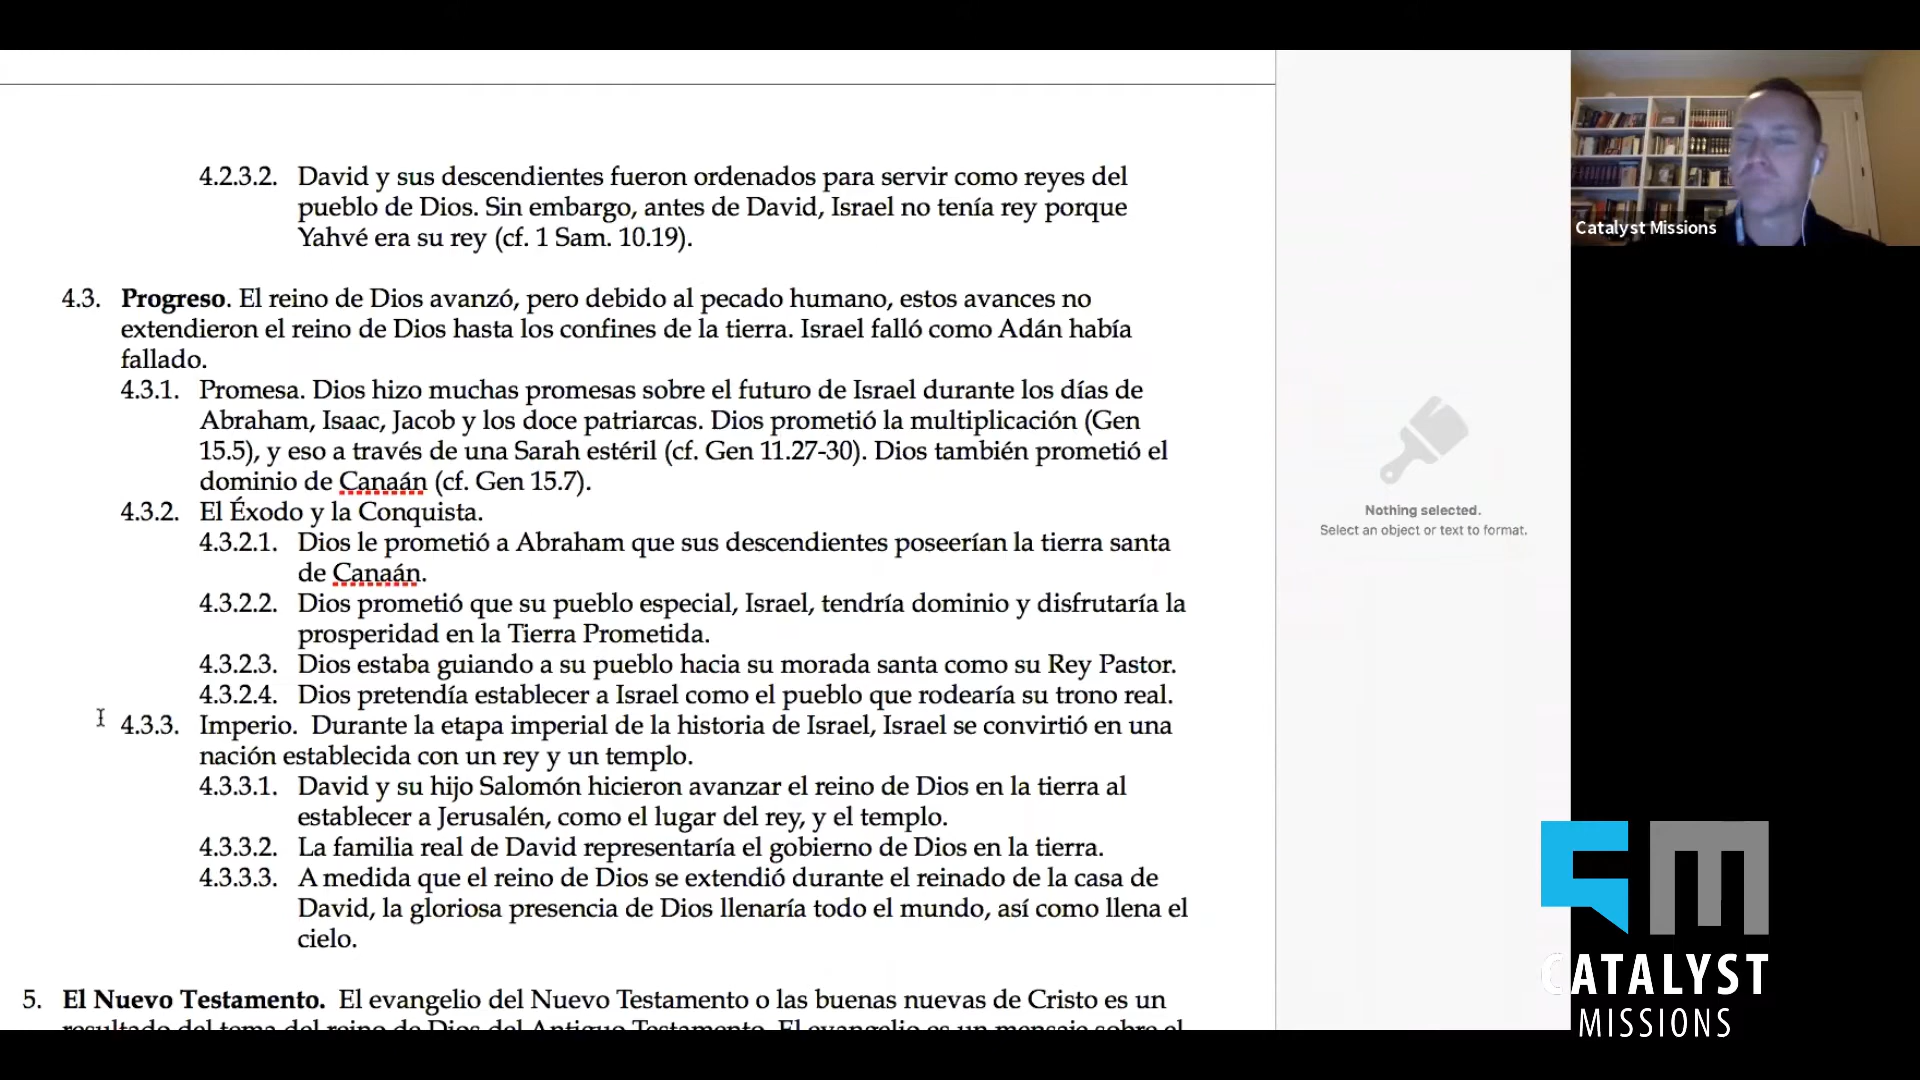 4.2.3.2. David y sus descendientes fueron ordenados para servir como reyes del
pueblo de Dios. Sin embargo, antes de David, Israel no tenía rey porque
Yahvé era su rey (cf. 1 Sam. 10.19).
4.3. Progreso. El reino de Dios avanzó, pero debido al pecado humano, estos avances no
extendieron el reino de Dios hasta los confines de la tierra. Israel falló como Adán había
fallado.
4.3.1. Promesa. Dios hizo muchas promesas sobre el futuro de Israel durante los días de
Abraham, Isaac, Jacob y los doce patriarcas. Dios prometió la multiplicación (Gen
15.5), y eso a través de una Sarah estéril (cf. Gen 11.27-30). Dios también prometió el
dominio de Canaán (cf. Gen 15.7).
4.3.2. El Éxodo y la Conquista.
4.3.2.1. Dios le prometió a Abraham que sus descendientes poseerían la tierra santa
de Canaán.
4.3.2.2. Dios prometió que su pueblo especial, Israel, tendría dominio y disfrutaría la
prosperidad en la Tierra Prometida.
4.3.2.3. Dios estaba guiando a su pueblo hacia su morada santa como su Rey Pastor.
4.3.2.4. Dios pretendía establecer a Israel como el pueblo que rodearía su trono real.
4.3.3. Imperio. Durante la etapa imperial de la historia de Israel, Israel se convirtió en una
nación establecida con un rey y un templo.
4.3.3.1. David y su hijo Salomón hicieron avanzar el reino de Dios en la tierra al
establecer a Jerusalén, como el lugar del rey, y el templo.
4.3.3.2. La familia real de David representaría el gobierno de Dios en la tierra.
4.3.3.3. A medida que el reino de Dios se extendió durante el reinado de la casa de
David, la gloriosa presencia de Dios llenaría todo el mundo, así como llena el
cielo.
5. El Nuevo Testamento. El evangelio del Nuevo Testamento o las buenas nuevas de Cristo es un
resultado del tema del reino de Dios del Antiguo Testamento. El evangelio es un mensaje sobre el
Nothing selected.
Select an object or text to format.
Catalyst Missions
CATALYST
MISSIONS